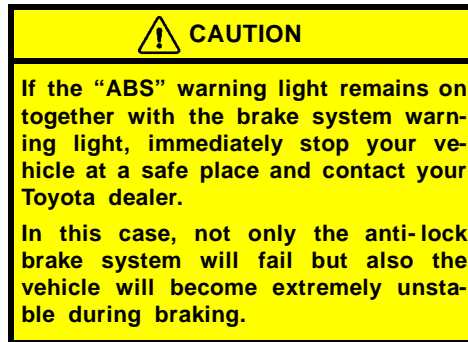 CAUTION
If the “ABS” warning light remains on
together with the brake system warn-
ing light, immediately stop your ve-
hicle at a safe place and contact your
Toyota dealer.
In this case, not only the anti-lock
brake system will fail but also the
vehicle will become extremely unsta-
ble during braking.